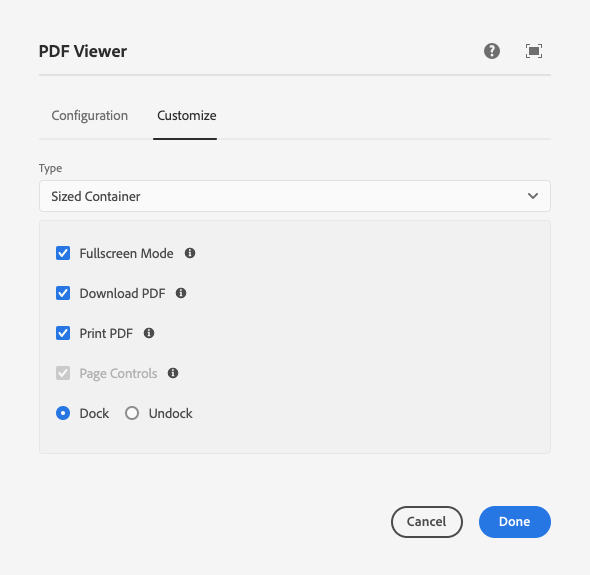 PDF Viewer
Configuration Customize
Type
Sized Container
Fullscreen Mode
Download PDF
Print PDF
Page Controls
Dock Undock
Cancel Done